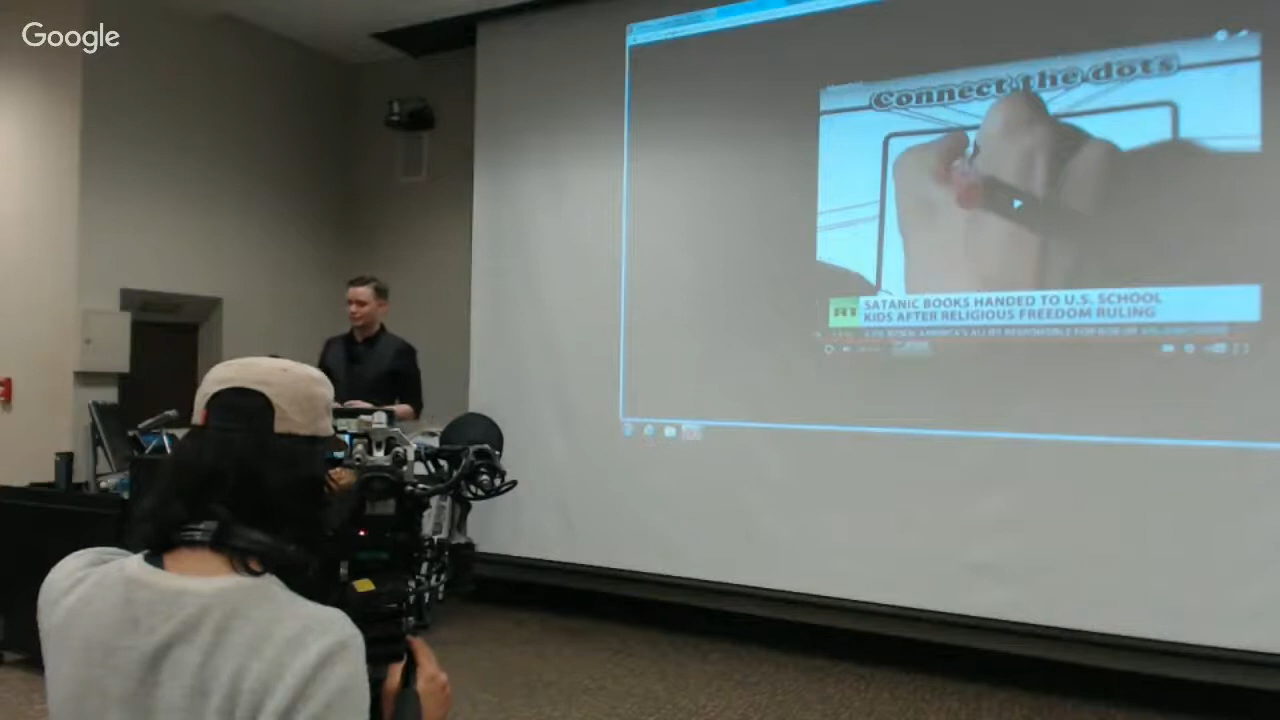 Google
Connect the dots
RT
SATANIC BOOKS HANDED TO U.S. SCHOOL
KIDS AFTER RELIGIOUS FREEDOM RULING